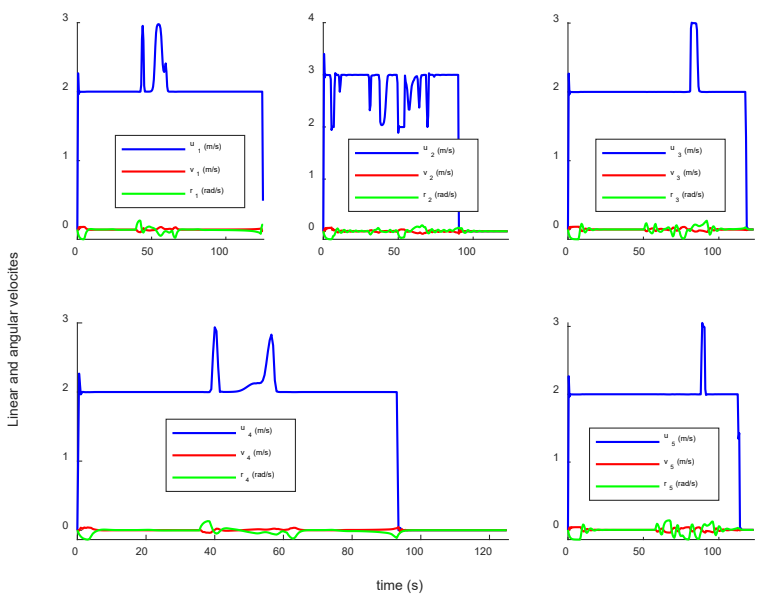 3
2
1
0
0
50
100
u 1 (m/s)
v 1 (m/s)
r 1 (rad/s)
4
3
2
1
0
0
50
100
u 2 (m/s)
v 2 (m/s)
r 2 (rad/s)
3
2
1
0
0
50
100
u 3 (m/s)
v 3 (m/s)
r 3 (rad/s)
Linear and angular velocites
3
2
1
0
0
20
40
60
80
100
120
u 4 (m/s)
v 4 (m/s)
r 4 (rad/s)
3
2
1
0
0
50
100
u 5 (m/s)
v 5 (m/s)
r 5 (rad/s)
time (s)